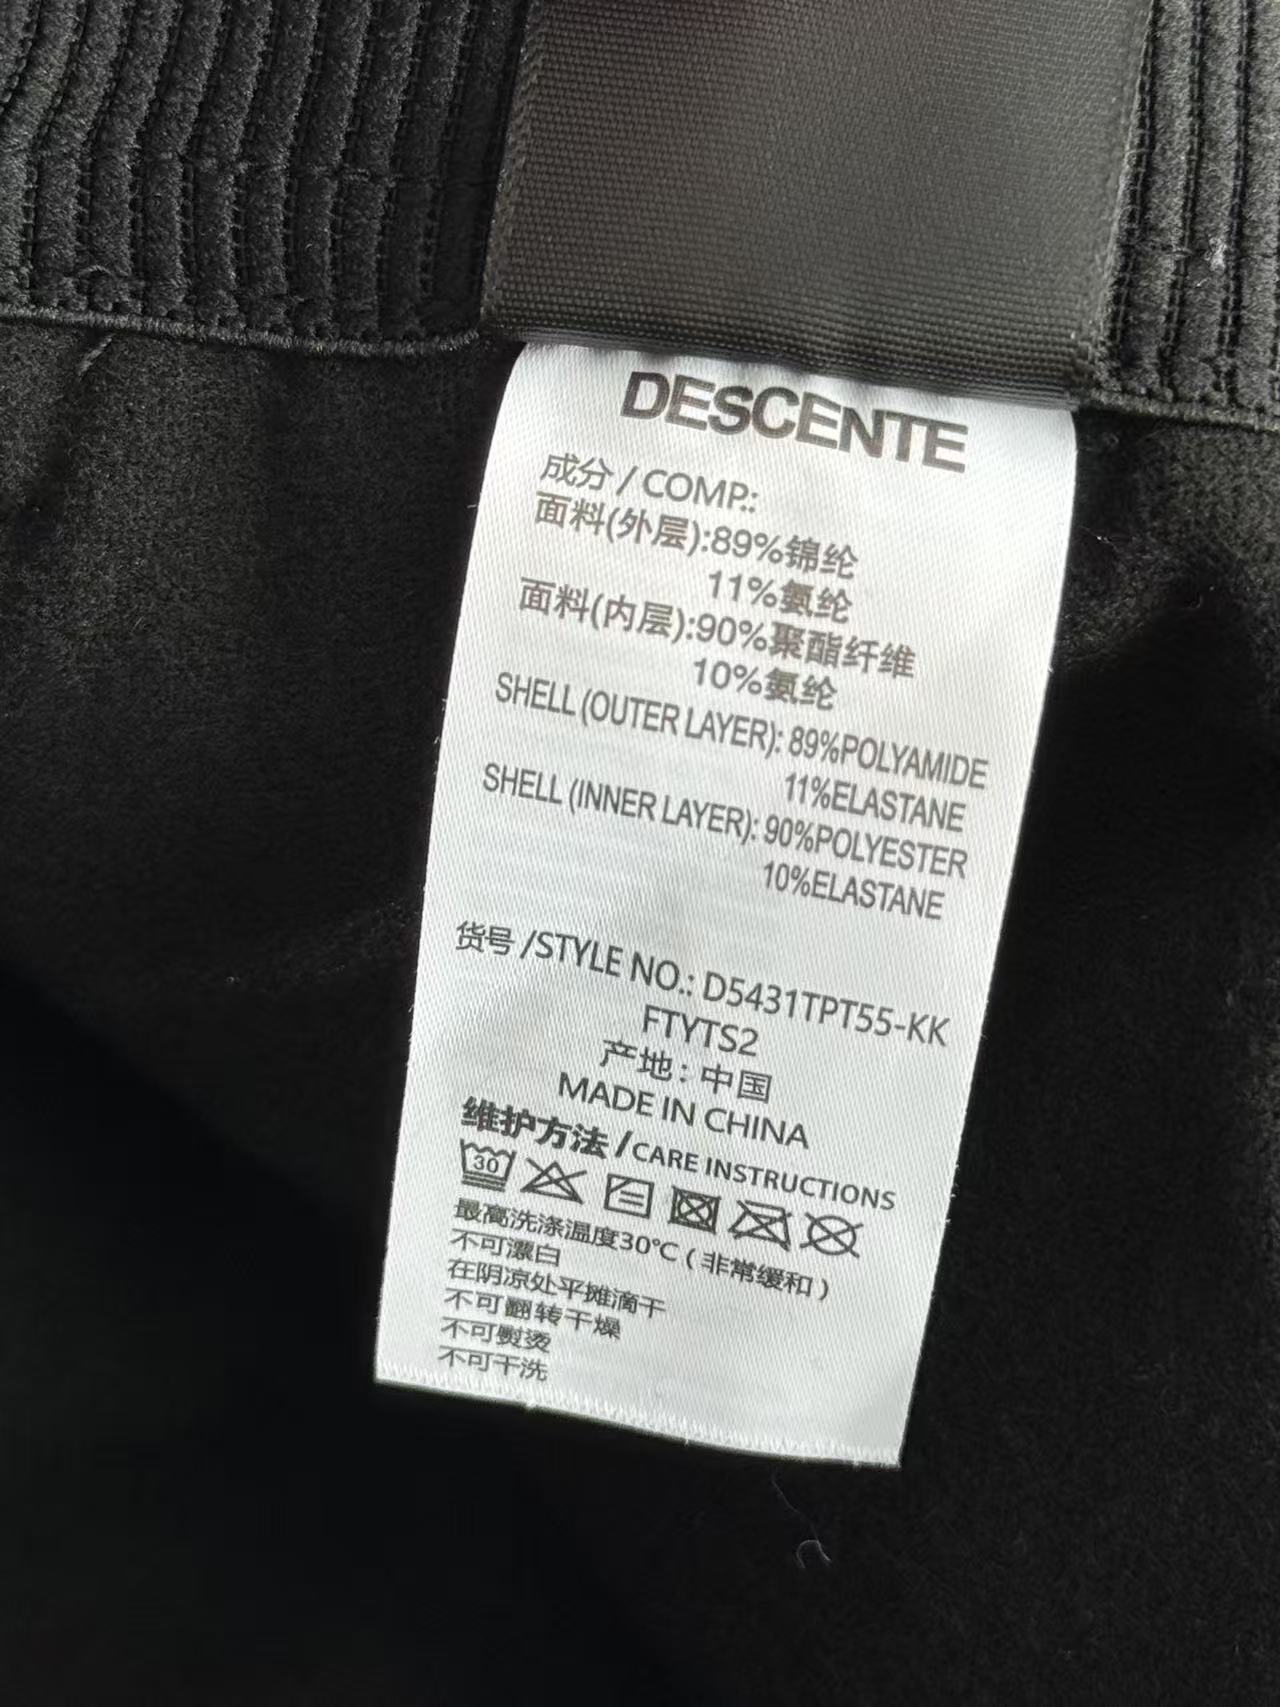 DESCENTE
成分 / COMP.:
面料(外层):89%锦纶
11%氨纶
面料(内层):90%聚酯纤维
10%氨纶
SHELL (OUTER LAYER): 89%POLYAMIDE
11%ELASTANE
SHELL (INNER LAYER): 90%POLYESTER
10%ELASTANE
货号 /STYLE NO.: D5431TPT55-KK
FTYTS2
产地: 中国
MADE IN CHINA
维护方法 /CARE INSTRUCTIONS
30
最高洗涤温度30℃ ( 非常缓和 )
不可漂白
在阴凉处平摊滴干
不可翻转干燥
不可熨烫
不可干洗